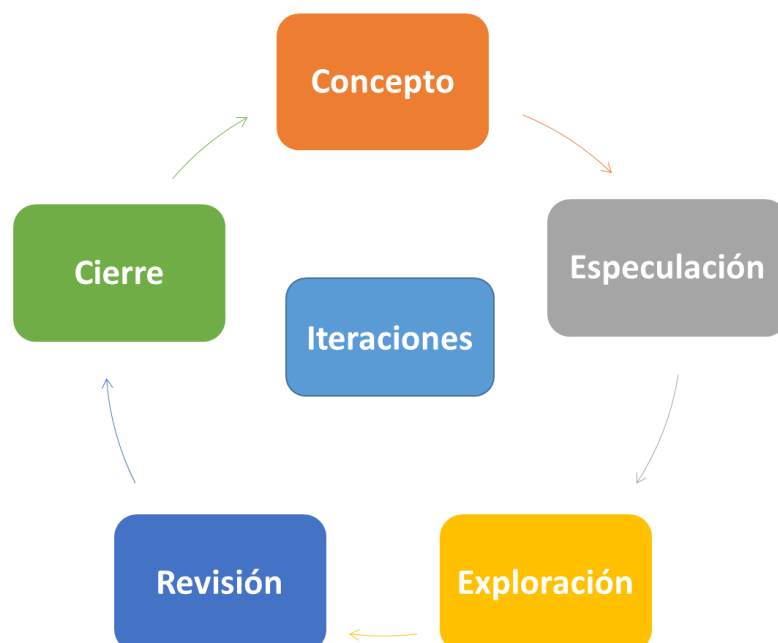 Concepto
Especulación
Exploración
Revisión
Cierre
Iteraciones